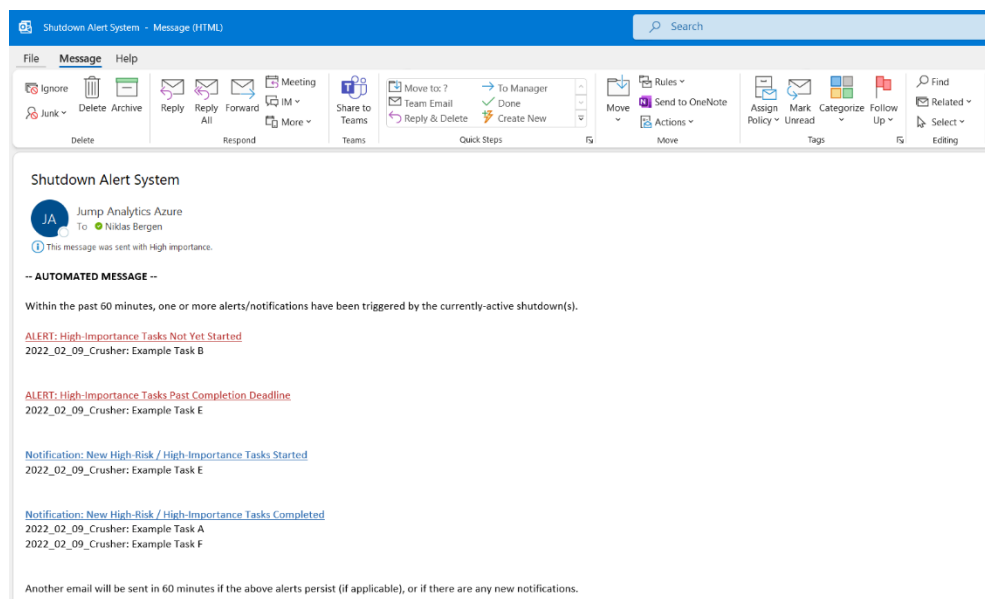 Shutdown Alert System - Message (HTML)
Search
File Message Help
Ignore
Junk
Delete Archive
Delete
Reply Reply All Forward
Meeting
IM
More
Respond
Share to Teams
Teams
Move to: ? To Manager
Team Email Done
Reply & Delete Create New
Quick Steps
Move
Rules
Send to OneNote
Actions
Move
Assign Policy Mark Unread Categorize Follow Up
Tags
Find
Related
Select
Editing
Shutdown Alert System
JA
Jump Analytics Azure
To Niklas Bergen
This message was sent with High importance.
-- AUTOMATED MESSAGE --
Within the past 60 minutes, one or more alerts/notifications have been triggered by the currently-active shutdown(s).
ALERT: High-Importance Tasks Not Yet Started
2022_02_09_Crusher: Example Task B
ALERT: High-Importance Tasks Past Completion Deadline
2022_02_09_Crusher: Example Task E
Notification: New High-Risk / High-Importance Tasks Started
2022_02_09_Crusher: Example Task E
Notification: New High-Risk / High-Importance Tasks Completed
2022_02_09_Crusher: Example Task A
2022_02_09_Crusher: Example Task F
Another email will be sent in 60 minutes if the above alerts persist (if applicable), or if there are any new notifications.